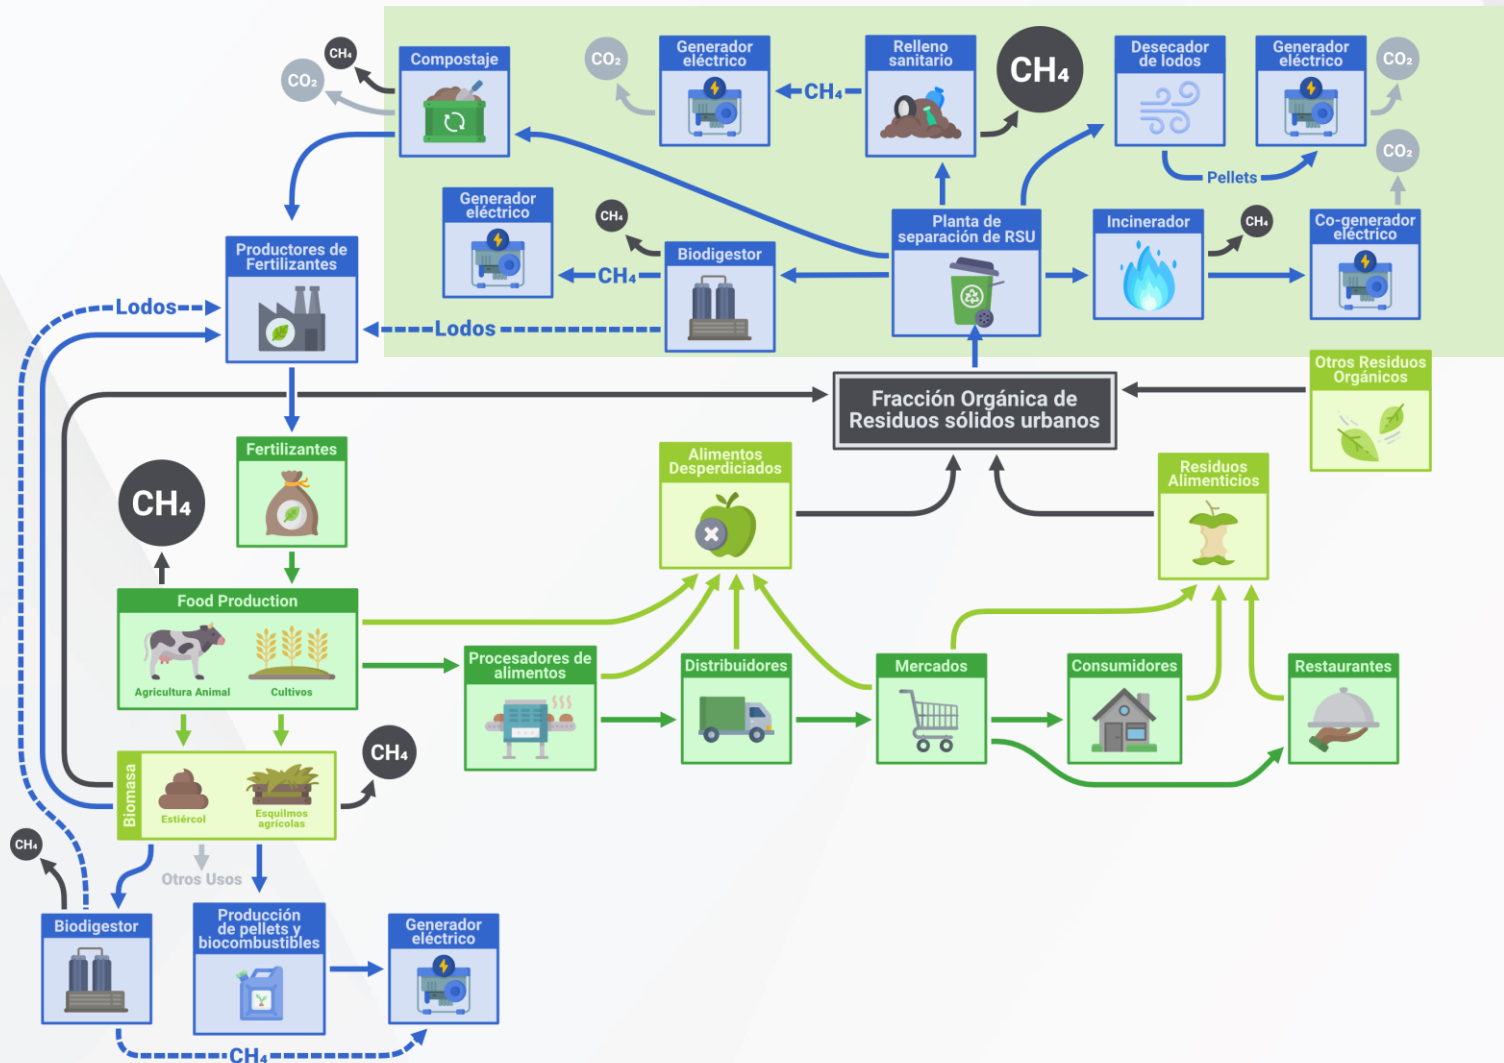 CH₄
CO₂
Compostaje
CO₂
Generador
eléctrico
CH₄
Relleno
sanitario
CH₄
Desecador
de lodos
Generador
eléctrico
CO₂
Pellets
CO₂
Generador
eléctrico
CH₄
CH₄
Biodigestor
Planta de
separación de RSU
Incinerador
CH₄
Co-generador
eléctrico
Productores de
Fertilizantes
Lodos
Lodos
Fracción Orgánica de
Residuos sólidos urbanos
Otros Residuos
Orgánicos
Fertilizantes
Alimentos
Desperdiciados
Residuos
Alimenticios
CH₄
Food Production
Agricultura Animal
Cultivos
Procesadores de
alimentos
Distribuidores
Mercados
Consumidores
Restaurantes
Biomasa
Estiércol
Esquilmos
agrícolas
CH₄
CH₄
Otros Usos
Biodigestor
Producción
de pellets y
biocombustibles
Generador
eléctrico
CH₄